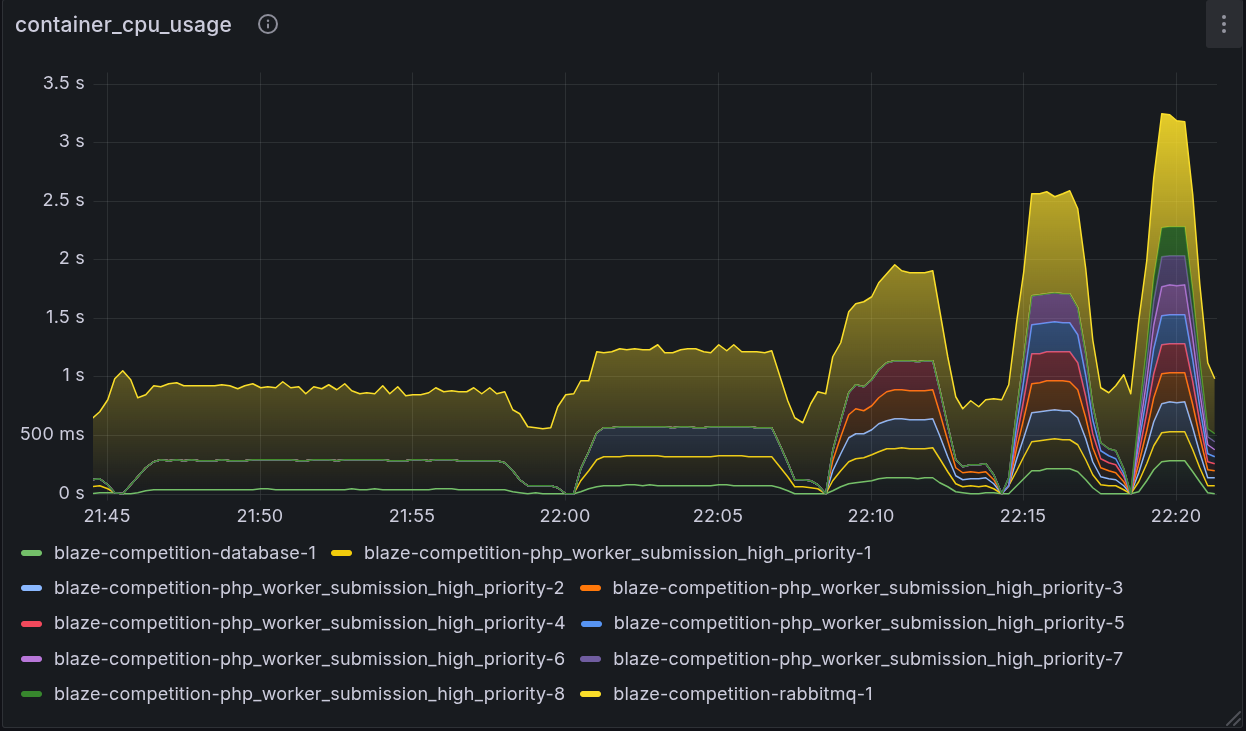 container_cpu_usage
3.5 s
3 s
2.5 s
2 s
1.5 s
1 s
500 ms
0 s
21:45 21:50 21:55 22:00 22:05 22:10 22:15 22:20
blaze-competition-database-1 blaze-competition-php_worker_submission_high_priority-1
blaze-competition-php_worker_submission_high_priority-2 blaze-competition-php_worker_submission_high_priority-3
blaze-competition-php_worker_submission_high_priority-4 blaze-competition-php_worker_submission_high_priority-5
blaze-competition-php_worker_submission_high_priority-6 blaze-competition-php_worker_submission_high_priority-7
blaze-competition-php_worker_submission_high_priority-8 blaze-competition-rabbitmq-1